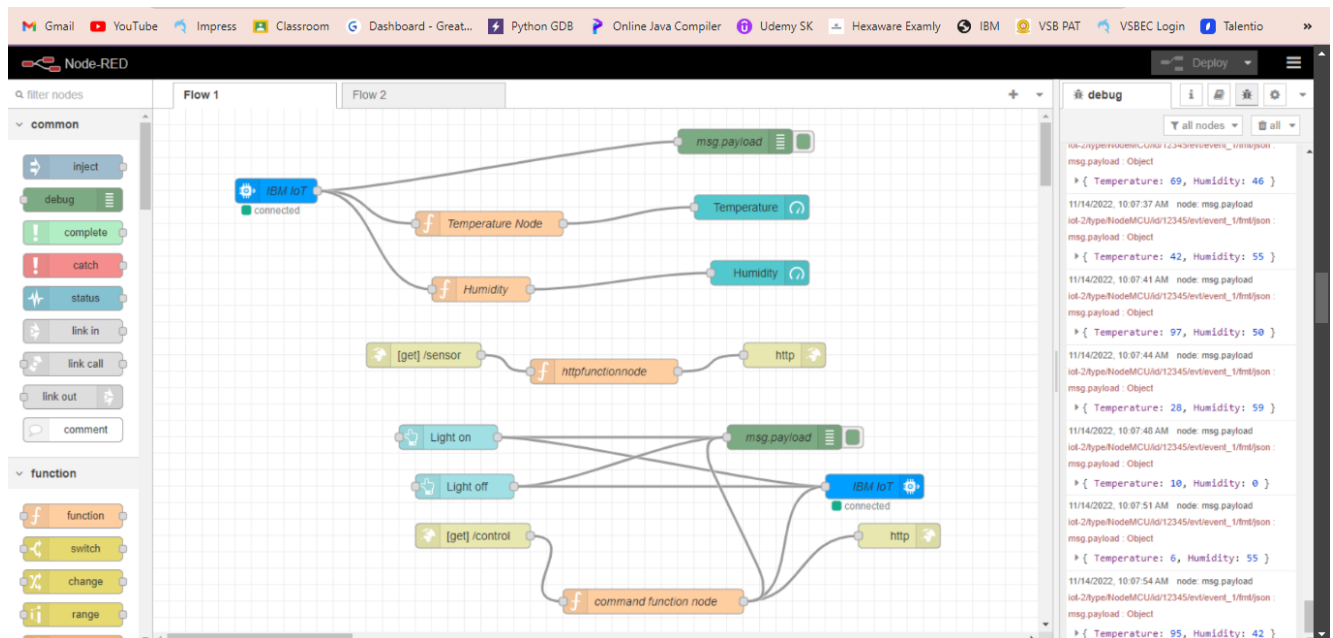 Gmail YouTube Impress Classroom Dashboard - Great... Python GDB Online Java Compiler Udemy SK Hexaware Examly IBM VSB PAT VSBEC Login Talentio »
Node-RED Deploy
filter nodes
Flow 1 Flow 2
debug
common
inject
debug
complete
catch
status
link in
link call
link out
comment
function
function
switch
change
range
msg.payload
IBM IoT
connected
Temperature Node
Temperature
Humidity
Humidity
[get] /sensor
httpfunctionnode
http
Light on
msg.payload
Light off
IBM IoT
connected
[get] /control
http
command function node
all nodes all
iot-2/type/NodeMCU/id/12345/evt/event_1/fmt/json :
msg.payload : Object
{ Temperature: 69, Humidity: 46 }
11/14/2022, 10:07:37 AM node: msg.payload
iot-2/type/NodeMCU/id/12345/evt/event_1/fmt/json :
msg.payload : Object
{ Temperature: 42, Humidity: 55 }
11/14/2022, 10:07:41 AM node: msg.payload
iot-2/type/NodeMCU/id/12345/evt/event_1/fmt/json :
msg.payload : Object
{ Temperature: 97, Humidity: 50 }
11/14/2022, 10:07:44 AM node: msg.payload
iot-2/type/NodeMCU/id/12345/evt/event_1/fmt/json :
msg.payload : Object
{ Temperature: 28, Humidity: 59 }
11/14/2022, 10:07:48 AM node: msg.payload
iot-2/type/NodeMCU/id/12345/evt/event_1/fmt/json :
msg.payload : Object
{ Temperature: 10, Humidity: 0 }
11/14/2022, 10:07:51 AM node: msg.payload
iot-2/type/NodeMCU/id/12345/evt/event_1/fmt/json :
msg.payload : Object
{ Temperature: 6, Humidity: 55 }
11/14/2022, 10:07:54 AM node: msg.payload
iot-2/type/NodeMCU/id/12345/evt/event_1/fmt/json :
msg.payload : Object
{ Temperature: 95, Humidity: 42 }